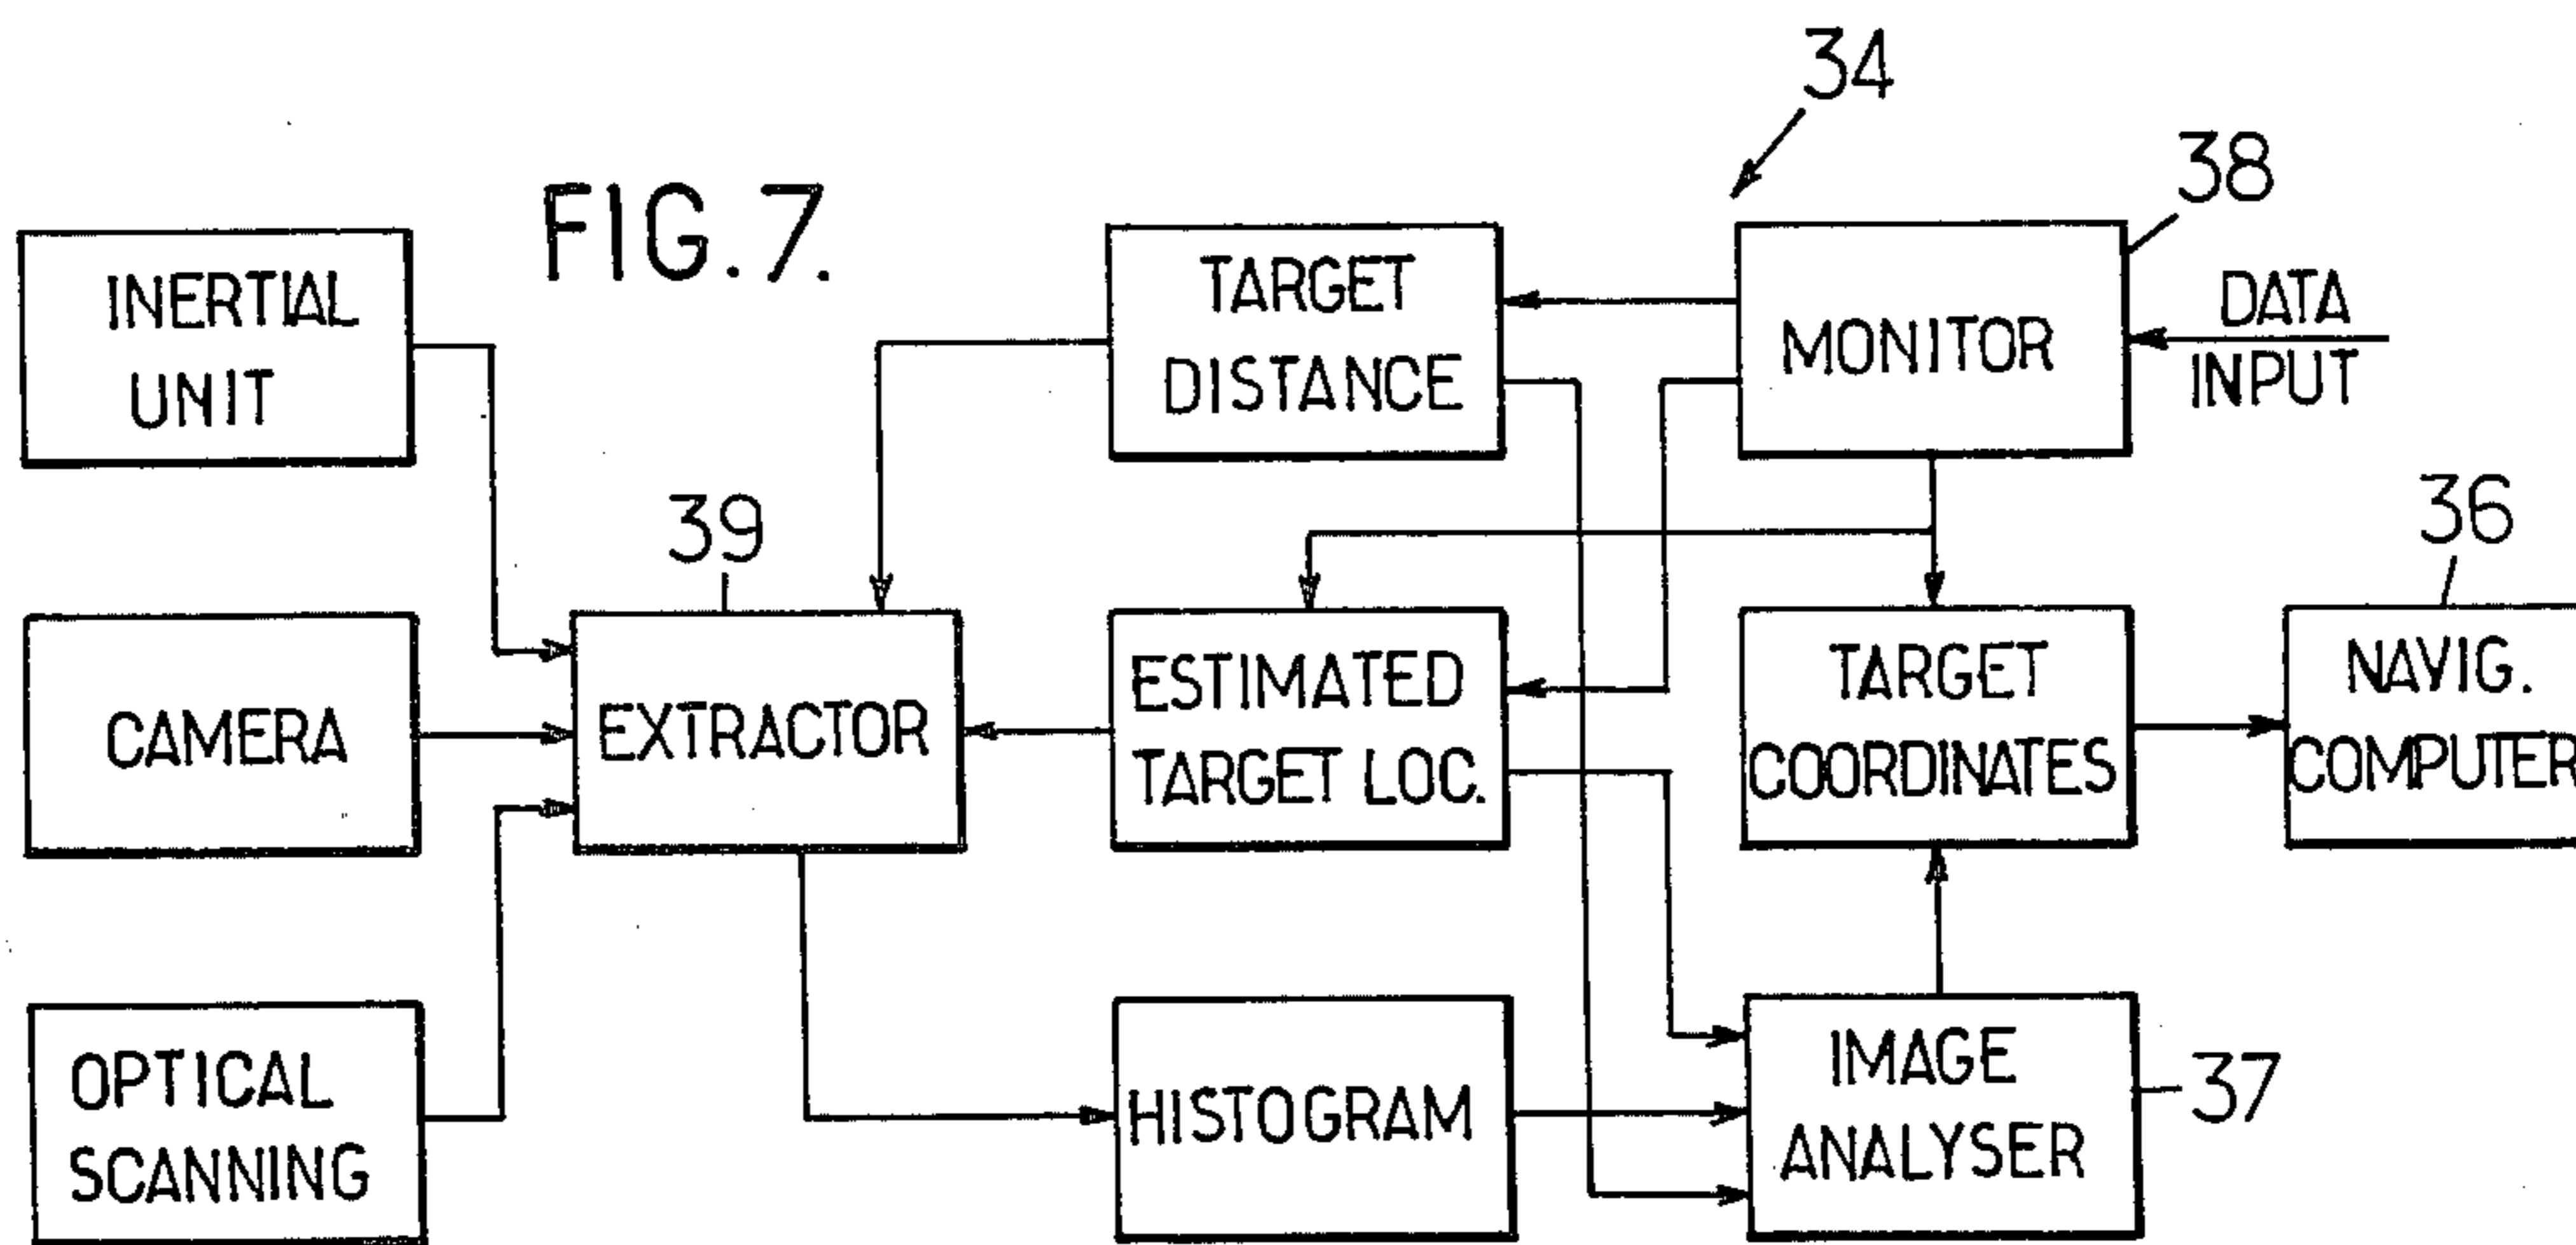 FIG. 7.
34
38
INERTIAL
UNIT
TARGET
DISTANCE
MONITOR
DATA
INPUT
39
36
CAMERA
EXTRACTOR
ESTIMATED
TARGET LOC.
TARGET
COORDINATES
NAVIG.
COMPUTER
OPTICAL
SCANNING
HISTOGRAM
IMAGE
ANALYSER
37